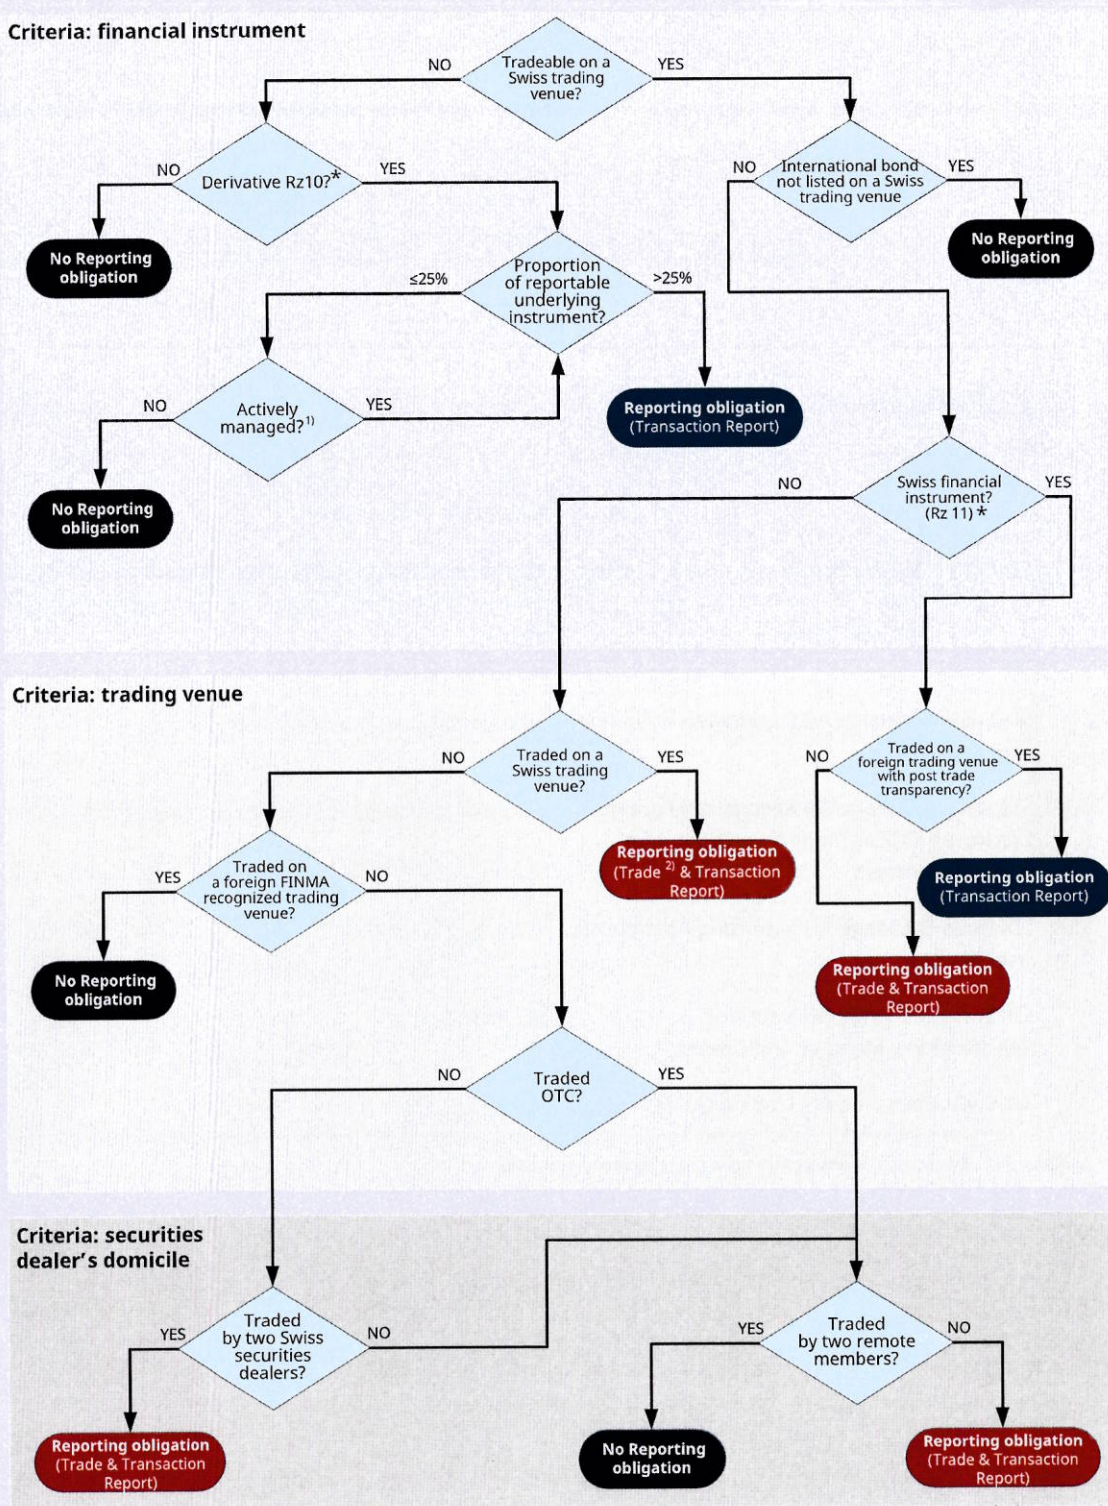 Criteria: financial instrument
Tradeable on a
Swiss trading
venue?
NO
YES
Derivative Rz10?*
NO
YES
International bond
not listed on a Swiss
trading venue
NO
YES
No Reporting
obligation
No Reporting
obligation
Proportion
of reportable
underlying
instrument?
≤25%
>25%
Actively
managed?1)
NO
YES
Reporting obligation
(Transaction Report)
No Reporting
obligation
Swiss financial
instrument?
(Rz 11) *
NO
YES
Criteria: trading venue
Traded on a
Swiss trading
venue?
NO
YES
Traded on a
foreign trading venue
with post trade
transparency?
NO
YES
Reporting obligation
(Trade 2) & Transaction
Report)
Traded on
a foreign FINMA
recognized trading
venue?
YES
NO
Reporting obligation
(Transaction Report)
No Reporting
obligation
Reporting obligation
(Trade & Transaction
Report)
Traded
OTC?
NO
YES
Criteria: securities
dealer's domicile
Traded
by two Swiss
securities
dealers?
YES
NO
Traded
by two remote
members?
YES
NO
Reporting obligation
(Trade & Transaction
Report)
No Reporting
obligation
Reporting obligation
(Trade & Transaction
Report)